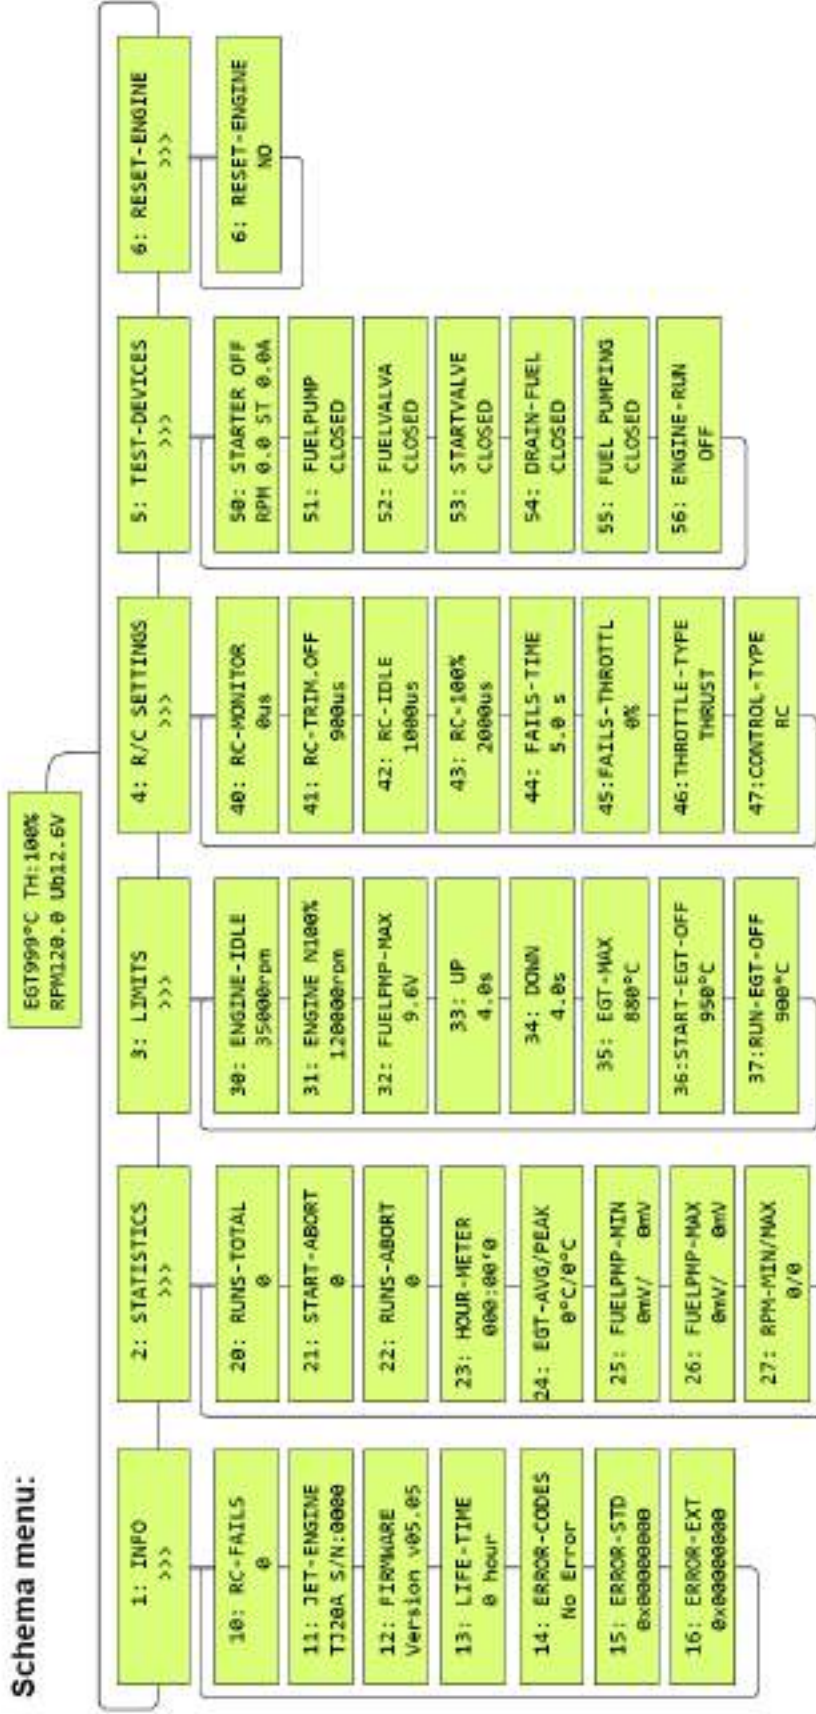 Schema menu:
EGT999°C TH:100%
RPM120.0 Ub12.6V
1: INFO
>>>
10: RC-FAILS
0
11: JET-ENGINE
TJ20A S/N:0000
12: FIRMWARE
Version v05.05
13: LIFE-TIME
0 hour
14: ERROR-CODES
No Error
15: ERROR-STD
0x00000000
16: ERROR-EXT
0x00000000
2: STATISTICS
>>>
20: RUNS-TOTAL
0
21: START-ABORT
0
22: RUNS-ABORT
0
23: HOUR-METER
000:00'0
24: EGT-AVG/PEAK
0°C/0°C
25: FUELPMP-MIN
0mV/ 0mV
26: FUELPMP-MAX
0mV/ 0mV
27: RPM-MIN/MAX
0/0
3: LIMITS
>>>
30: ENGINE-IDLE
35000rpm
31: ENGINE N100%
120000rpm
32: FUELPMP-MAX
9.6V
33: UP
4.0s
34: DOWN
4.0s
35: EGT-MAX
880°C
36:START-EGT-OFF
950°C
37:RUN-EGT-OFF
900°C
4: R/C SETTINGS
>>>
40: RC-MONITOR
0us
41: RC-TRIM.OFF
900us
42: RC-IDLE
1000us
43: RC-100%
2000us
44: FAILS-TIME
5.0 s
45:FAILS-THROTTL
0%
46:THROTTLE-TYPE
THRUST
47:CONTROL-TYPE
RC
5: TEST-DEVICES
>>>
50: STARTER OFF
RPM 0.0 ST 0.0A
51: FUELPUMP
CLOSED
52: FUELVALVA
CLOSED
53: STARTVALVE
CLOSED
54: DRAIN-FUEL
CLOSED
55: FUEL PUMPING
CLOSED
56: ENGINE-RUN
OFF
6: RESET-ENGINE
>>>
6: RESET-ENGINE
NO